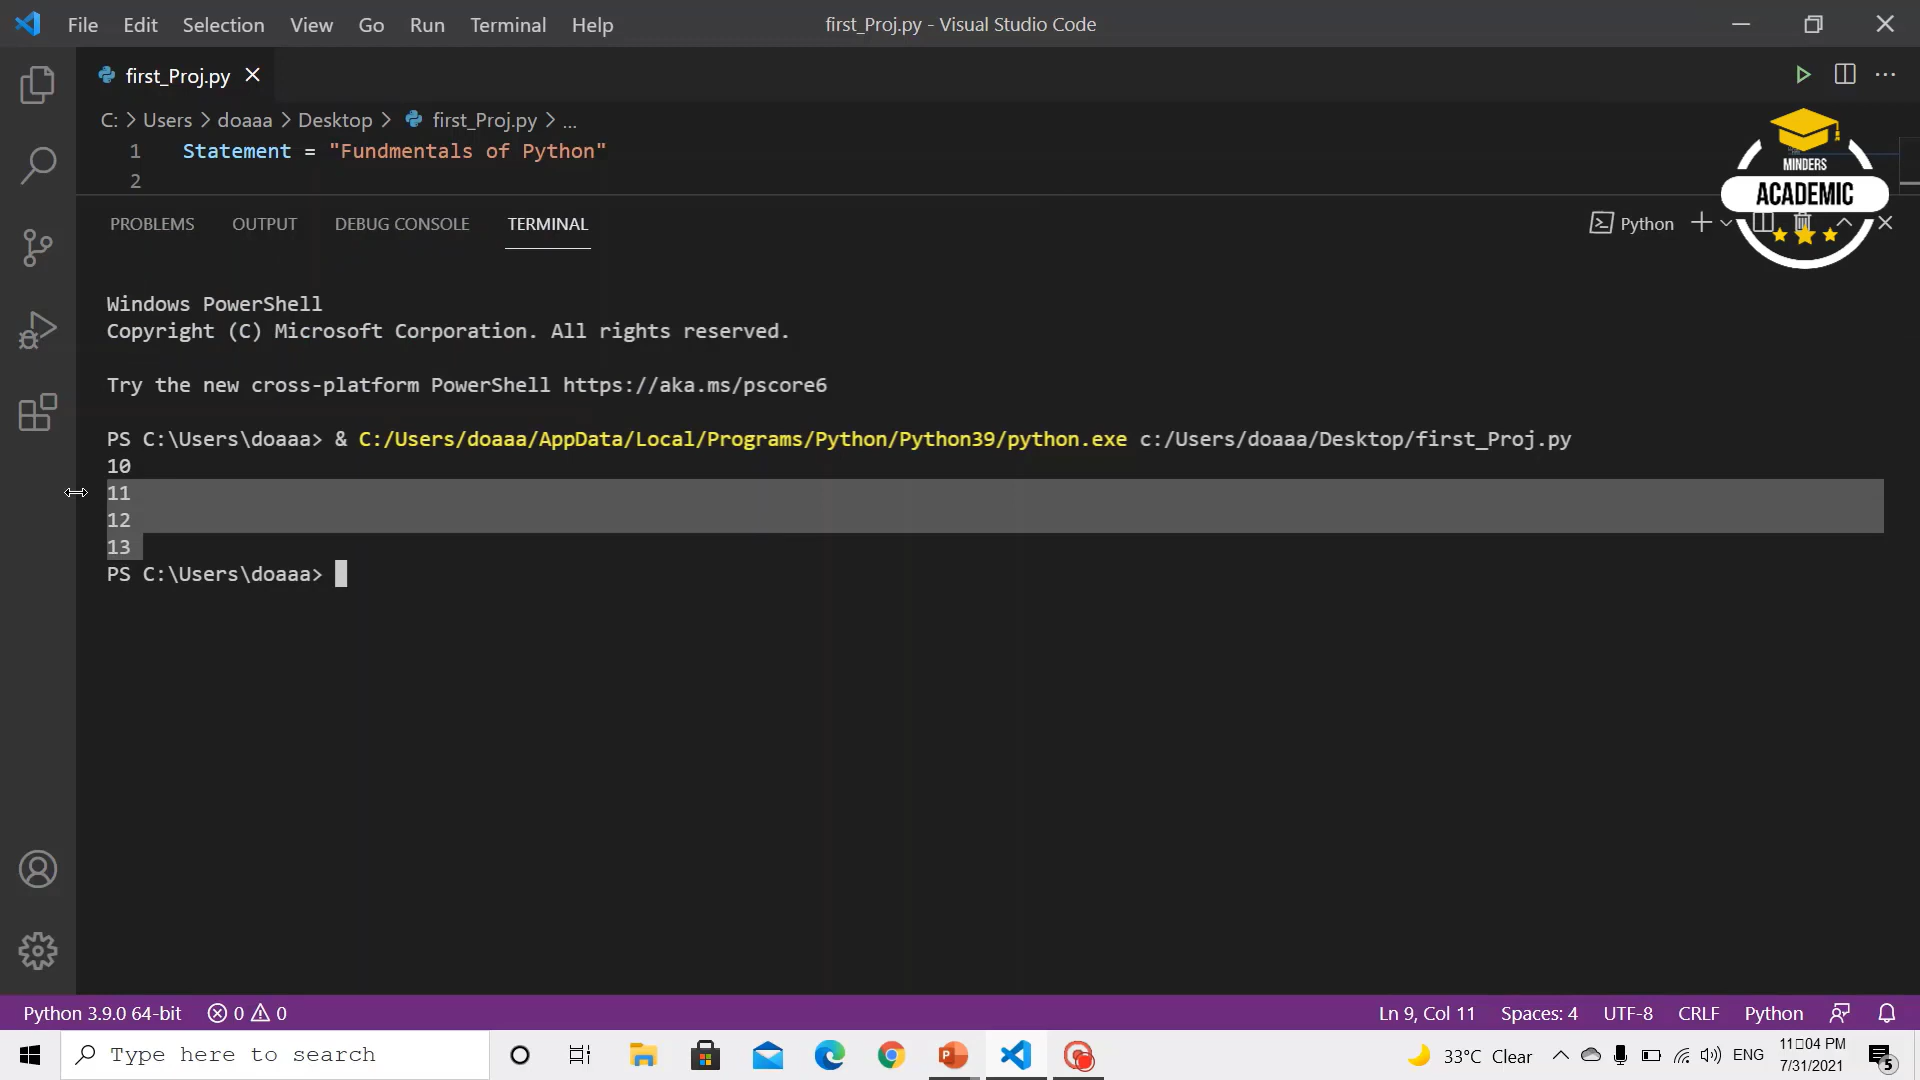 File Edit Selection View Go Run Terminal Help first_Proj.py - Visual Studio Code
first_Proj.py
C: > Users > doaaa > Desktop > first_Proj.py > ...
1 Statement = "Fundmentals of Python"
2
MINDERS
ACADEMIC
PROBLEMS OUTPUT DEBUG CONSOLE TERMINAL Python
Windows PowerShell
Copyright (C) Microsoft Corporation. All rights reserved.
Try the new cross-platform PowerShell https://aka.ms/pscore6
PS C:\Users\doaaa> & C:/Users/doaaa/AppData/Local/Programs/Python/Python39/python.exe c:/Users/doaaa/Desktop/first_Proj.py
10
11
12
13
PS C:\Users\doaaa>
Python 3.9.0 64-bit 0 0 Ln 9, Col 11 Spaces: 4 UTF-8 CRLF Python
Type here to search 33°C Clear ENG 11:04 PM
7/31/2021 5